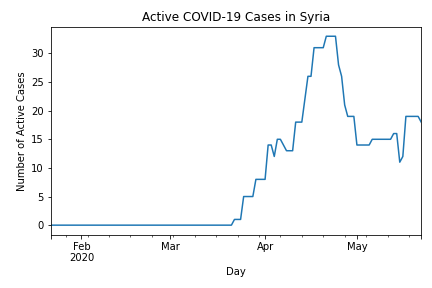 Active COVID-19 Cases in Syria
Number of Active Cases
30
25
20
15
10
5
0
Feb
2020
Mar
Apr
May
Day